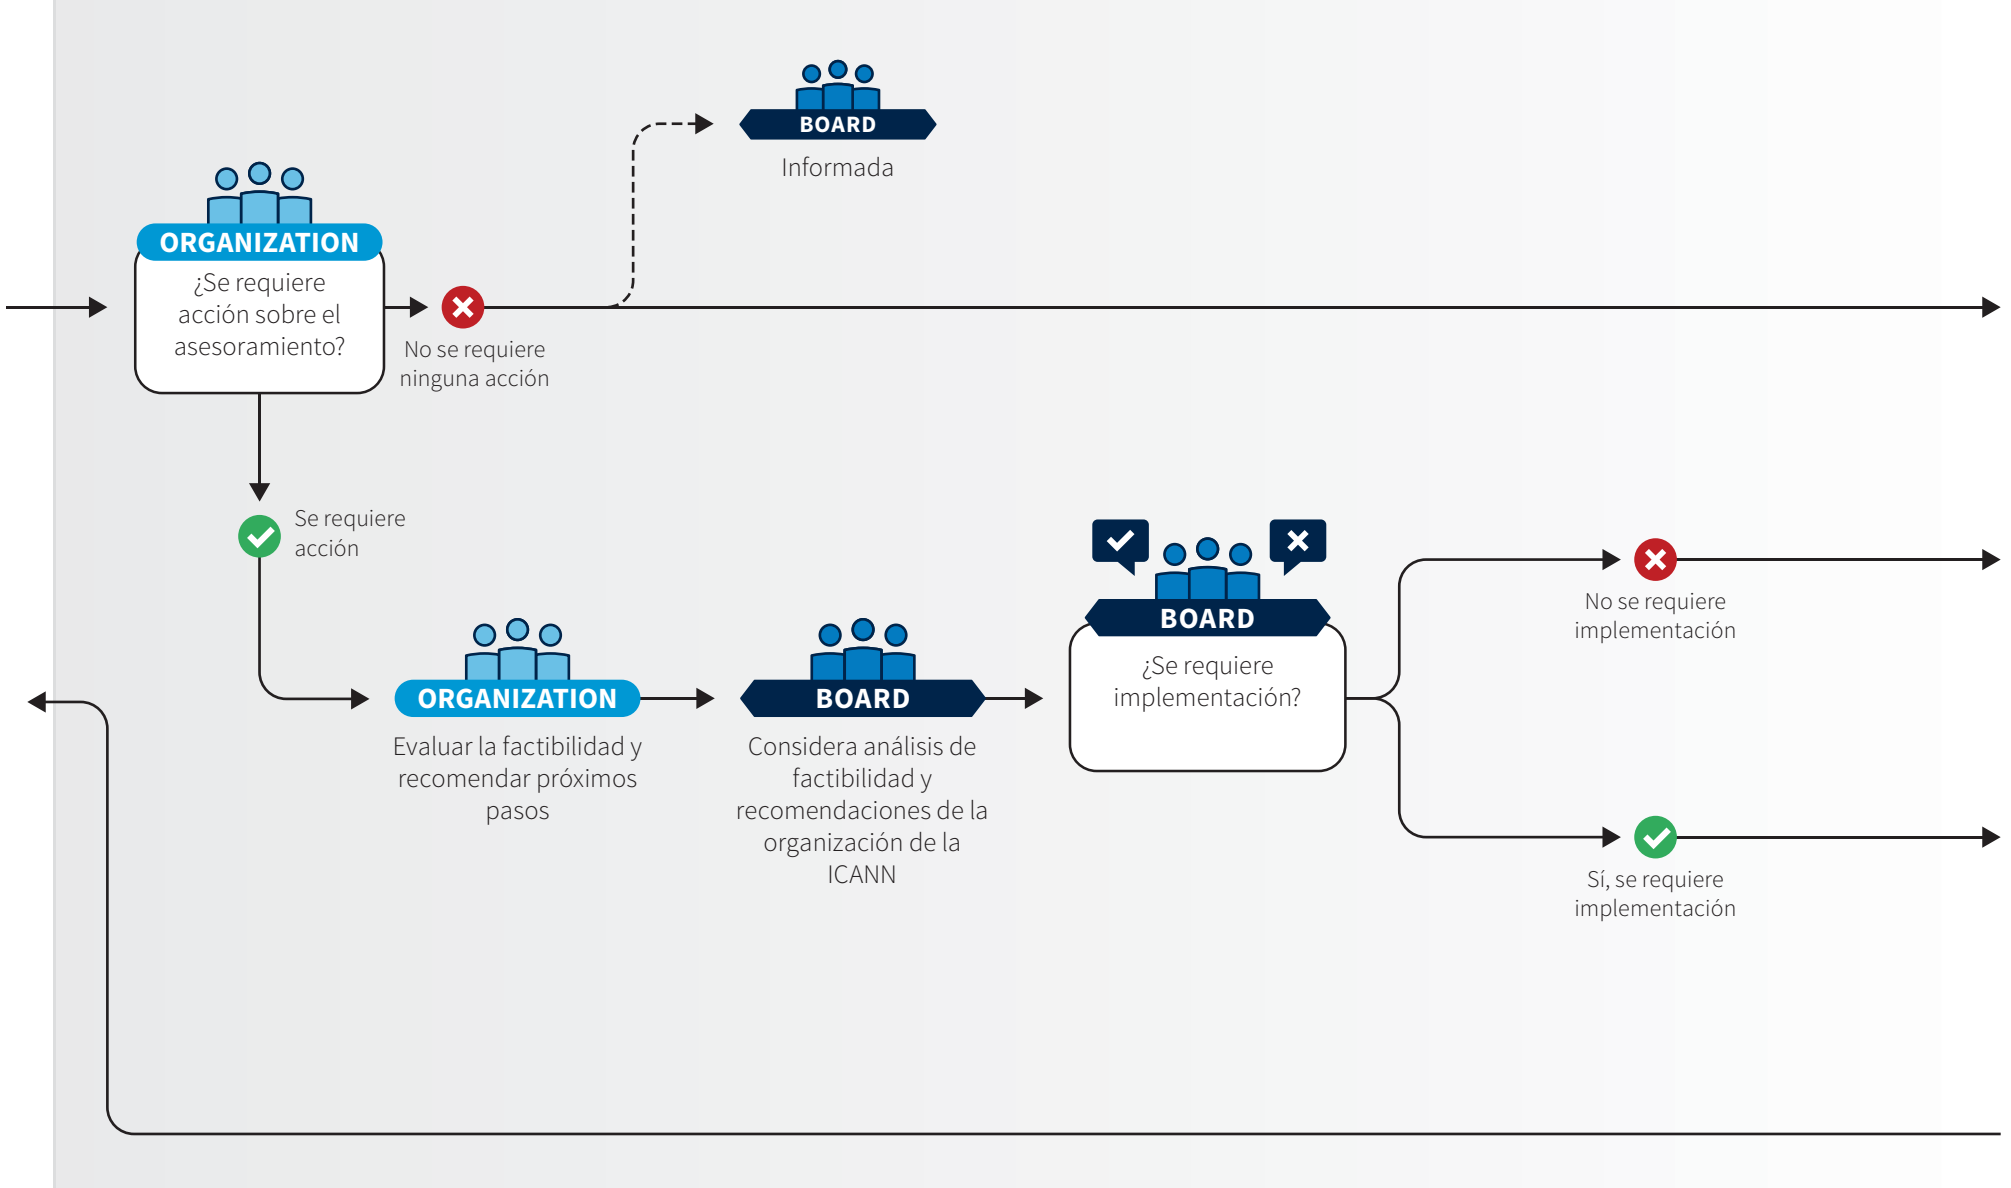 BOARD
Informada
ORGANIZATION
¿Se requiere
acción sobre el
asesoramiento?
No se requiere
ninguna acción
Se requiere
acción
ORGANIZATION
Evaluar la factibilidad y
recomendar próximos
pasos
BOARD
Considera análisis de
factibilidad y
recomendaciones de la
organización de la
ICANN
BOARD
¿Se requiere
implementación?
No se requiere
implementación
Sí, se requiere
implementación